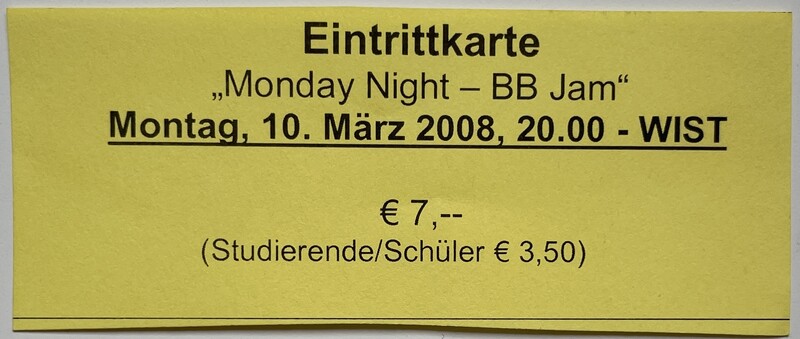 Eintrittkarte
„Monday Night – BB Jam“
Montag, 10. März 2008, 20.00 - WIST
€ 7,--
(Studierende/Schüler € 3,50)